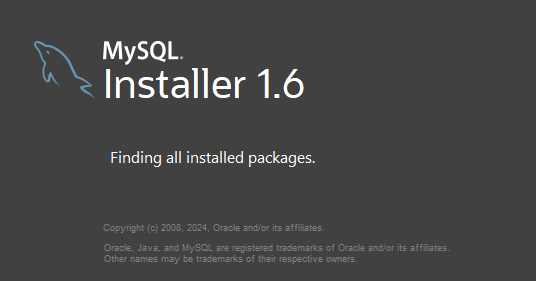 MySQL.
Installer 1.6
Finding all installed packages.
Copyright (c) 2008, 2024, Oracle and/or its affiliates.
Oracle, Java, and MySQL are registered trademarks of Oracle and/or its affiliates.
Other names may be trademarks of their respective owners.